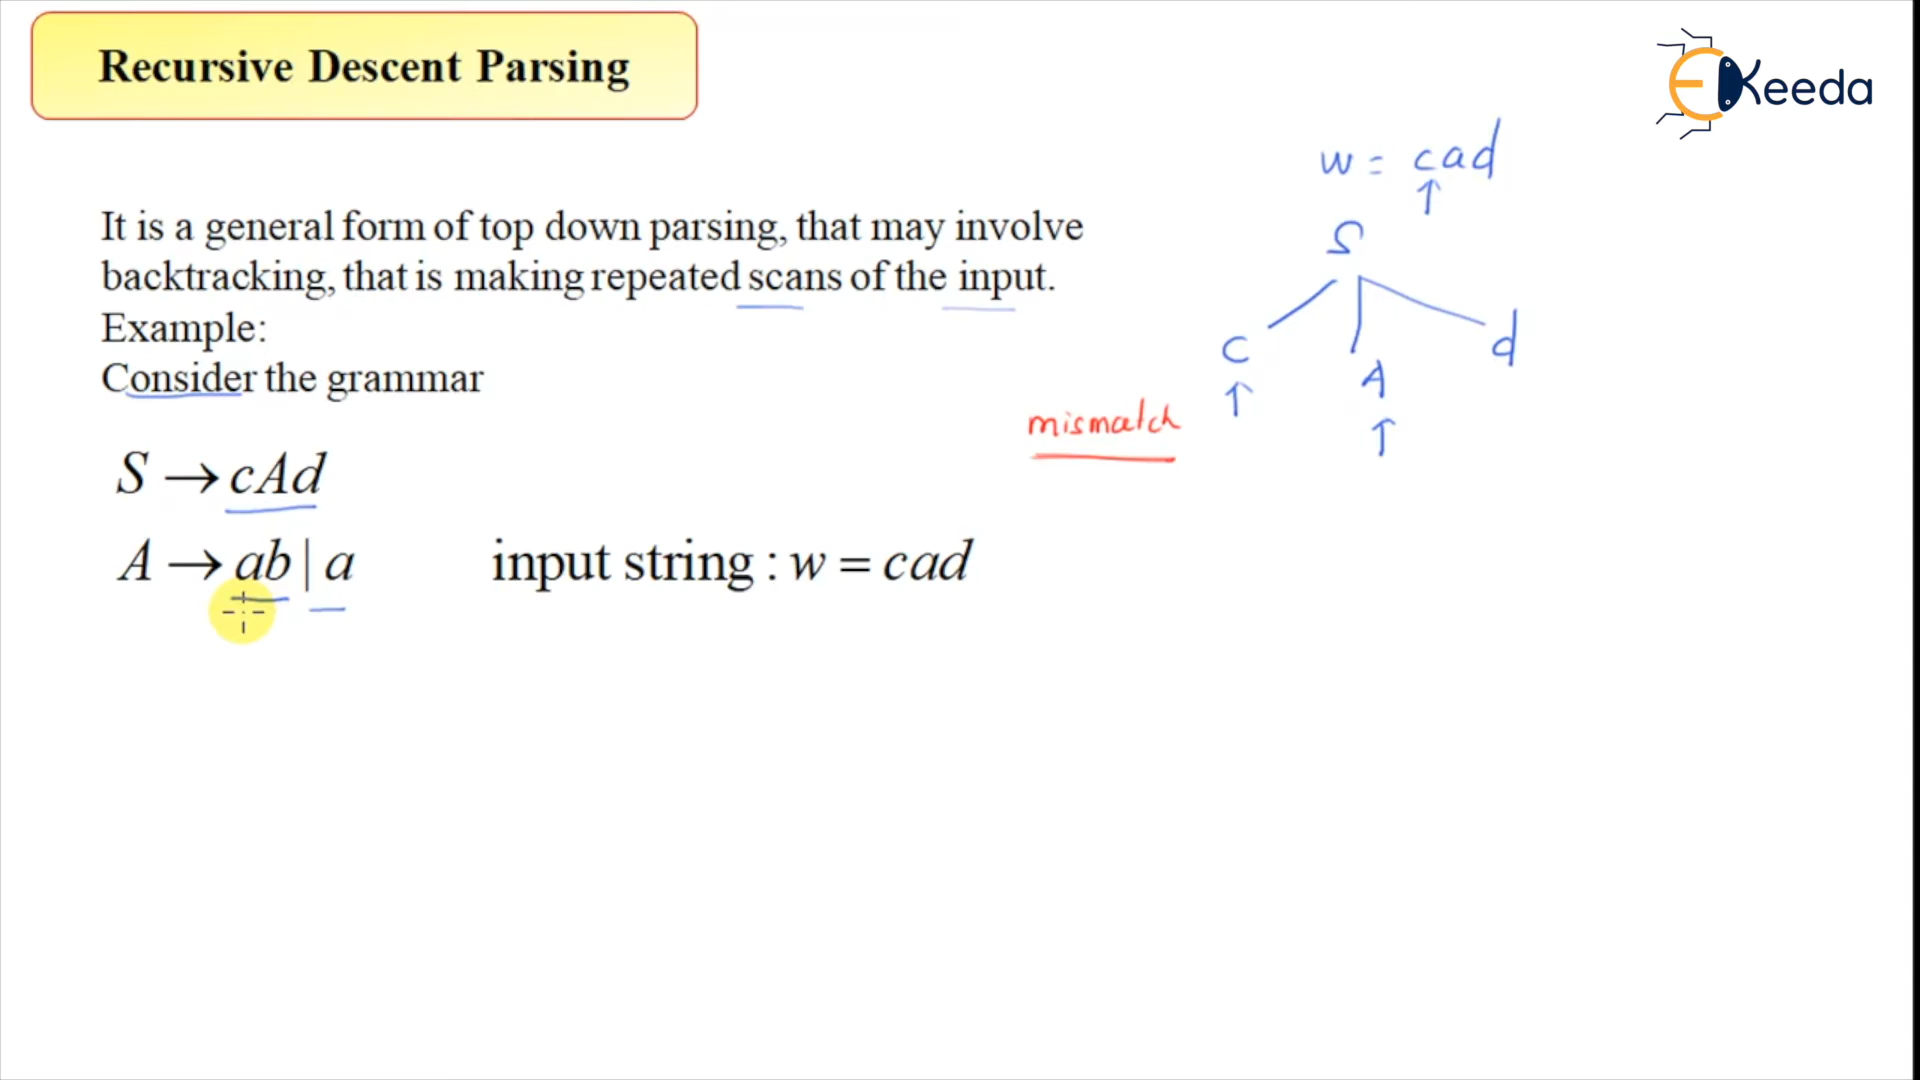 Recursive Descent Parsing
EKeeda
w = cad
It is a general form of top down parsing, that may involve
backtracking, that is making repeated scans of the input.
Example:
Consider the grammar
S
c A d
mismatch
S → cAd
A → ab | a input string : w = cad